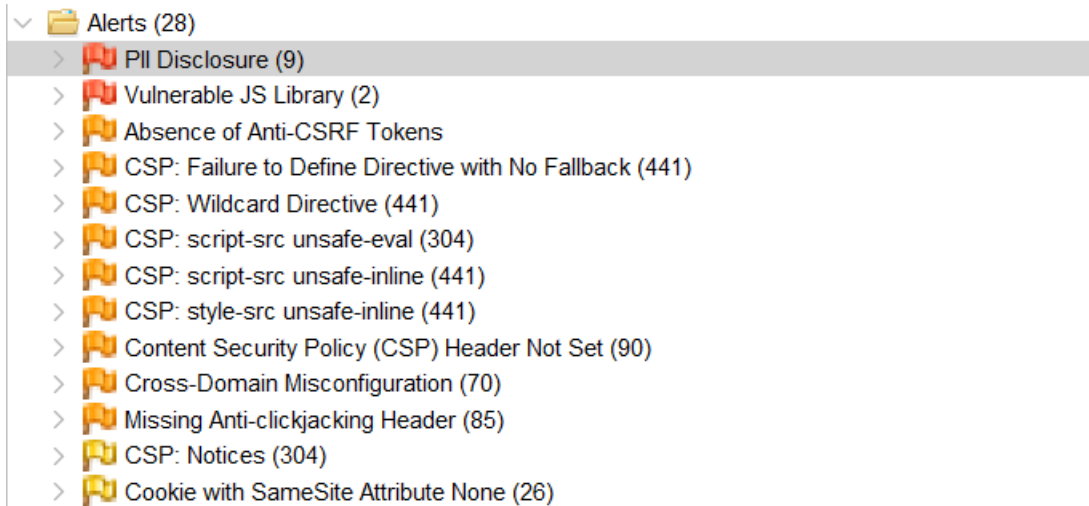 Alerts (28)
PII Disclosure (9)
Vulnerable JS Library (2)
Absence of Anti-CSRF Tokens
CSP: Failure to Define Directive with No Fallback (441)
CSP: Wildcard Directive (441)
CSP: script-src unsafe-eval (304)
CSP: script-src unsafe-inline (441)
CSP: style-src unsafe-inline (441)
Content Security Policy (CSP) Header Not Set (90)
Cross-Domain Misconfiguration (70)
Missing Anti-clickjacking Header (85)
CSP: Notices (304)
Cookie with SameSite Attribute None (26)